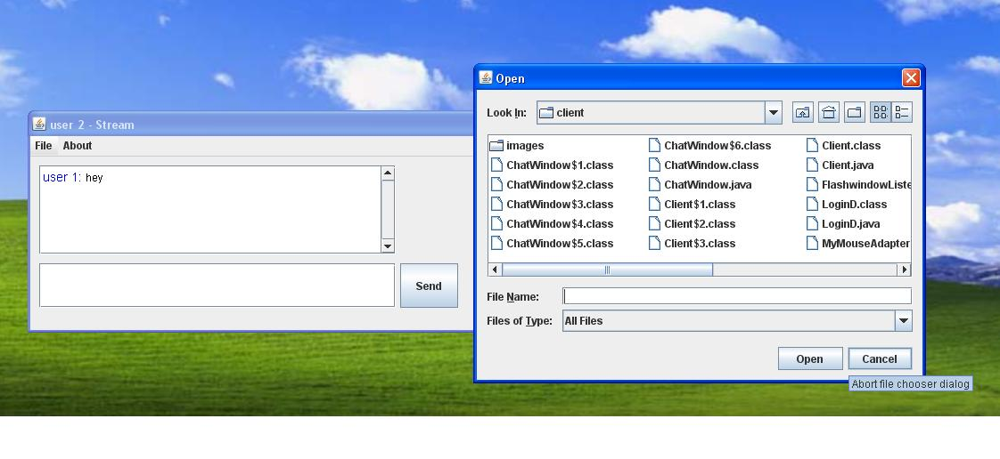 user 2 - Stream
File About
user 1: hey
Send
Open
Look In: client
images
ChatWindow$1.class
ChatWindow$2.class
ChatWindow$3.class
ChatWindow$4.class
ChatWindow$5.class
ChatWindow$6.class
ChatWindow.class
ChatWindow.java
Client$1.class
Client$2.class
Client$3.class
Client.class
Client.java
FlashwindowListe
LoginD.class
LoginD.java
MyMouseAdapter
File Name:
Files of Type: All Files
Open Cancel
Abort file chooser dialog